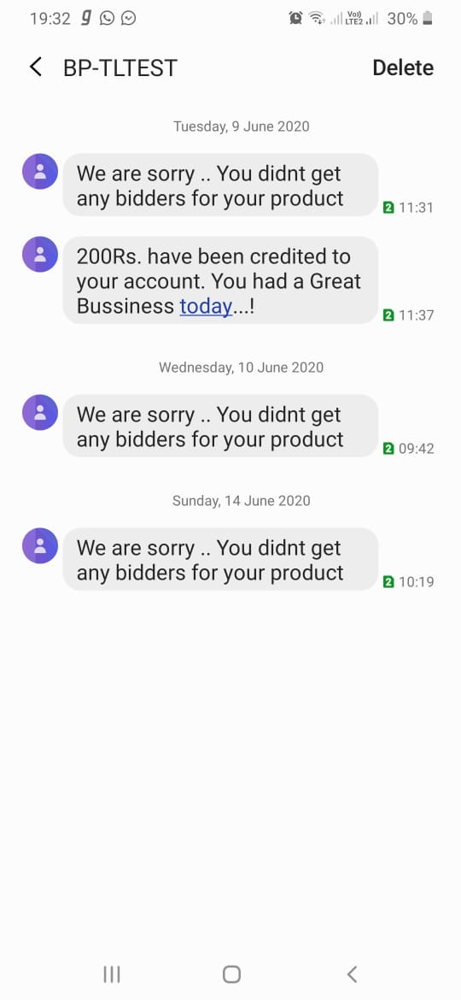 19:32 g Vo)) LTE2 30%
BP-TLTEST Delete
Tuesday, 9 June 2020
We are sorry .. You didnt get
any bidders for your product
2 11:31
200Rs. have been credited to
your account. You had a Great
Bussiness today...!
2 11:37
Wednesday, 10 June 2020
We are sorry .. You didnt get
any bidders for your product
2 09:42
Sunday, 14 June 2020
We are sorry .. You didnt get
any bidders for your product
2 10:19